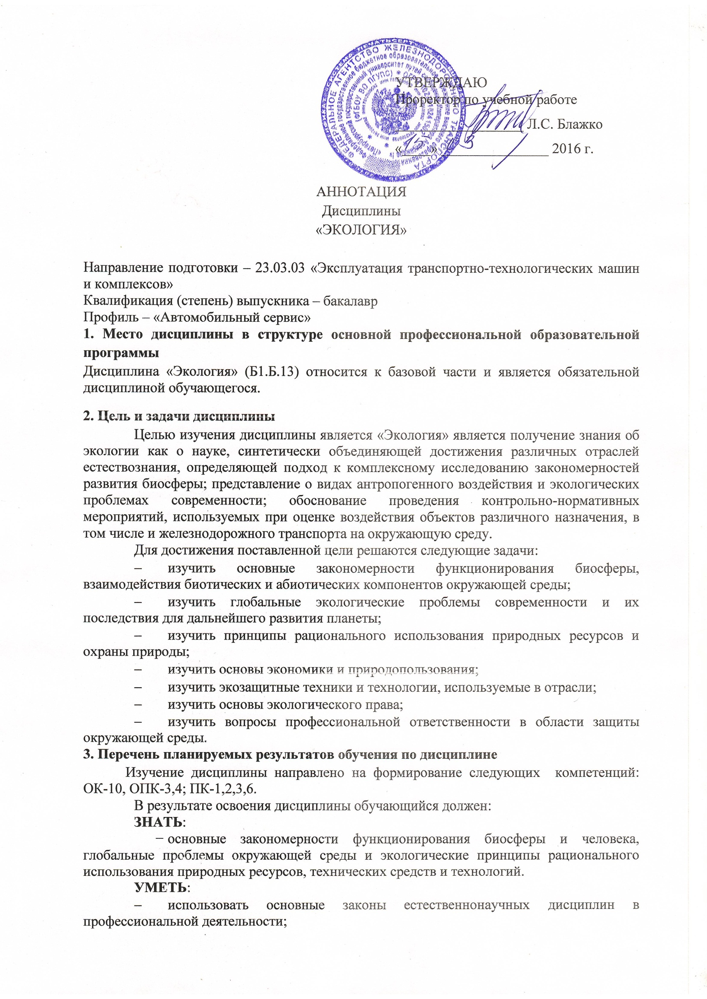 ФЕДЕРАЛЬНОЕ АГЕНТСТВО ЖЕЛЕЗНОДОРОЖНОГО ТРАНСПОРТА
(ФГБОУ ВО ПГУПС)
УТВЕРЖДАЮ
Проректор по учебной работе
Л.С. Блажко
«15» 03 2016 г.
АННОТАЦИЯ
Дисциплины
«ЭКОЛОГИЯ»
Направление подготовки – 23.03.03 «Эксплуатация транспортно-технологических машин
и комплексов»
Квалификация (степень) выпускника – бакалавр
Профиль – «Автомобильный сервис»
1. Место дисциплины в структуре основной профессиональной образовательной
программы
Дисциплина «Экология» (Б1.Б.13) относится к базовой части и является обязательной
дисциплиной обучающегося.
2. Цель и задачи дисциплины
Целью изучения дисциплины является «Экология» является получение знания об
экологии как о науке, синтетически объединяющей достижения различных отраслей
естествознания, определяющей подход к комплексному исследованию закономерностей
развития биосферы; представление о видах антропогенного воздействия и экологических
проблемах современности; обоснование проведения контрольно-нормативных
мероприятий, используемых при оценке воздействия объектов различного назначения, в
том числе и железнодорожного транспорта на окружающую среду.
Для достижения поставленной цели решаются следующие задачи:
– изучить основные закономерности функционирования биосферы,
взаимодействия биотических и абиотических компонентов окружающей среды;
– изучить глобальные экологические проблемы современности и их
последствия для дальнейшего развития планеты;
– изучить принципы рационального использования природных ресурсов и
охраны природы;
– изучить основы экономики и природопользования;
– изучить экозащитные техники и технологии, используемые в отрасли;
– изучить основы экологического права;
– изучить вопросы профессиональной ответственности в области защиты
окружающей среды.
3. Перечень планируемых результатов обучения по дисциплине
Изучение дисциплины направлено на формирование следующих компетенций:
ОК-10, ОПК-3,4; ПК-1,2,3,6.
В результате освоения дисциплины обучающийся должен:
ЗНАТЬ:
– основные закономерности функционирования биосферы и человека,
глобальные проблемы окружающей среды и экологические принципы рационального
использования природных ресурсов, технических средств и технологий.
УМЕТЬ:
– использовать основные законы естественнонаучных дисциплин в
профессиональной деятельности;